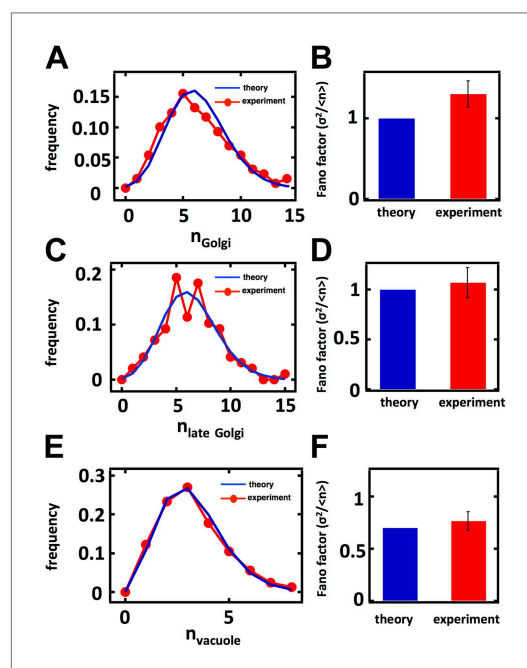 A
B
frequency
0.15
0.10
0.05
0
theory
experiment
0
5
10
15
nGolgi
Fano factor (σ²/<n>)
1
0
theory
experiment
C
D
frequency
0.2
0.1
0
theory
experiment
0
5
10
15
nlate Golgi
Fano factor (σ²/<n>)
1
0.5
0
theory
experiment
E
F
frequency
0.3
0.2
0.1
0
theory
experiment
0
5
nvacuole
Fano factor (σ²/<n>)
1
0.5
0
theory
experiment